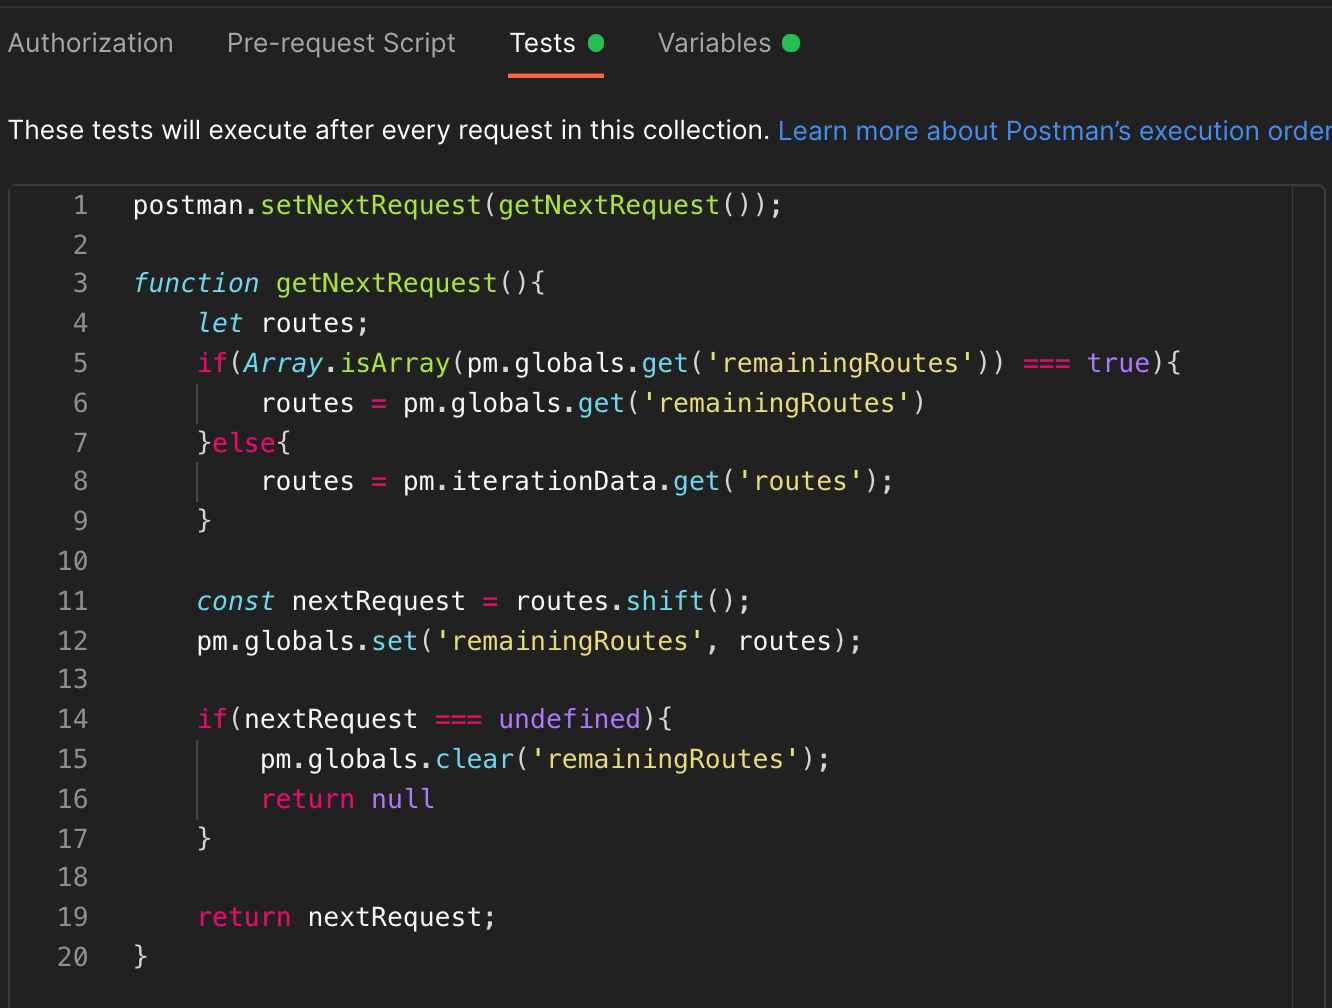 Authorization Pre-request Script Tests Variables
These tests will execute after every request in this collection. Learn more about Postman's execution order
1 postman.setNextRequest(getNextRequest());
2
3 function getNextRequest(){
4 let routes;
5 if(Array.isArray(pm.globals.get('remainingRoutes')) === true){
6 routes = pm.globals.get('remainingRoutes')
7 }else{
8 routes = pm.iterationData.get('routes');
9 }
10
11 const nextRequest = routes.shift();
12 pm.globals.set('remainingRoutes', routes);
13
14 if(nextRequest === undefined){
15 pm.globals.clear('remainingRoutes');
16 return null
17 }
18
19 return nextRequest;
20 }